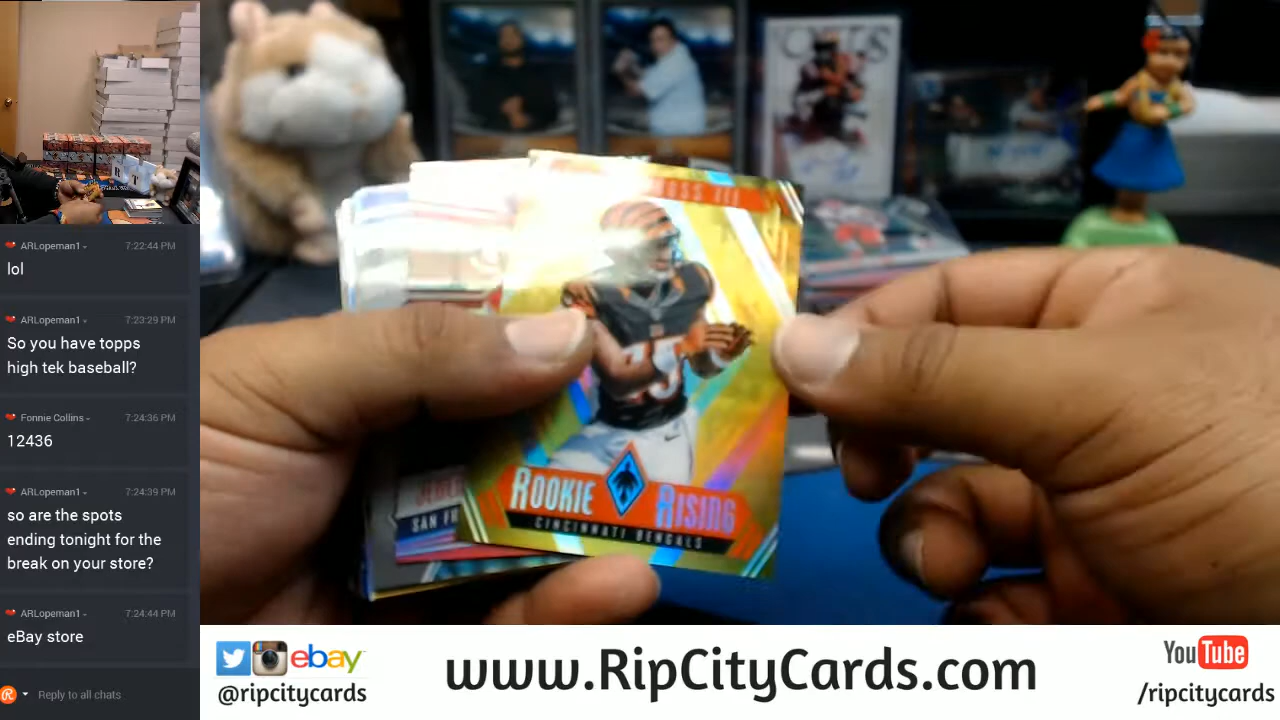 ARLopeman1 7:22:44 PM
lol
ARLopeman1 7:23:29 PM
So you have topps
high tek baseball?
Fonnie Collins 7:24:36 PM
12436
ARLopeman1 7:24:39 PM
so are the spots
ending tonight for the
break on your store?
ARLopeman1 7:24:44 PM
eBay store
Reply to all chats
ROOKIE RISING
CINCINNATI BENGALS
SAN
ebay
@ripcitycards
www.RipCityCards.com
YouTube
/ripcitycards